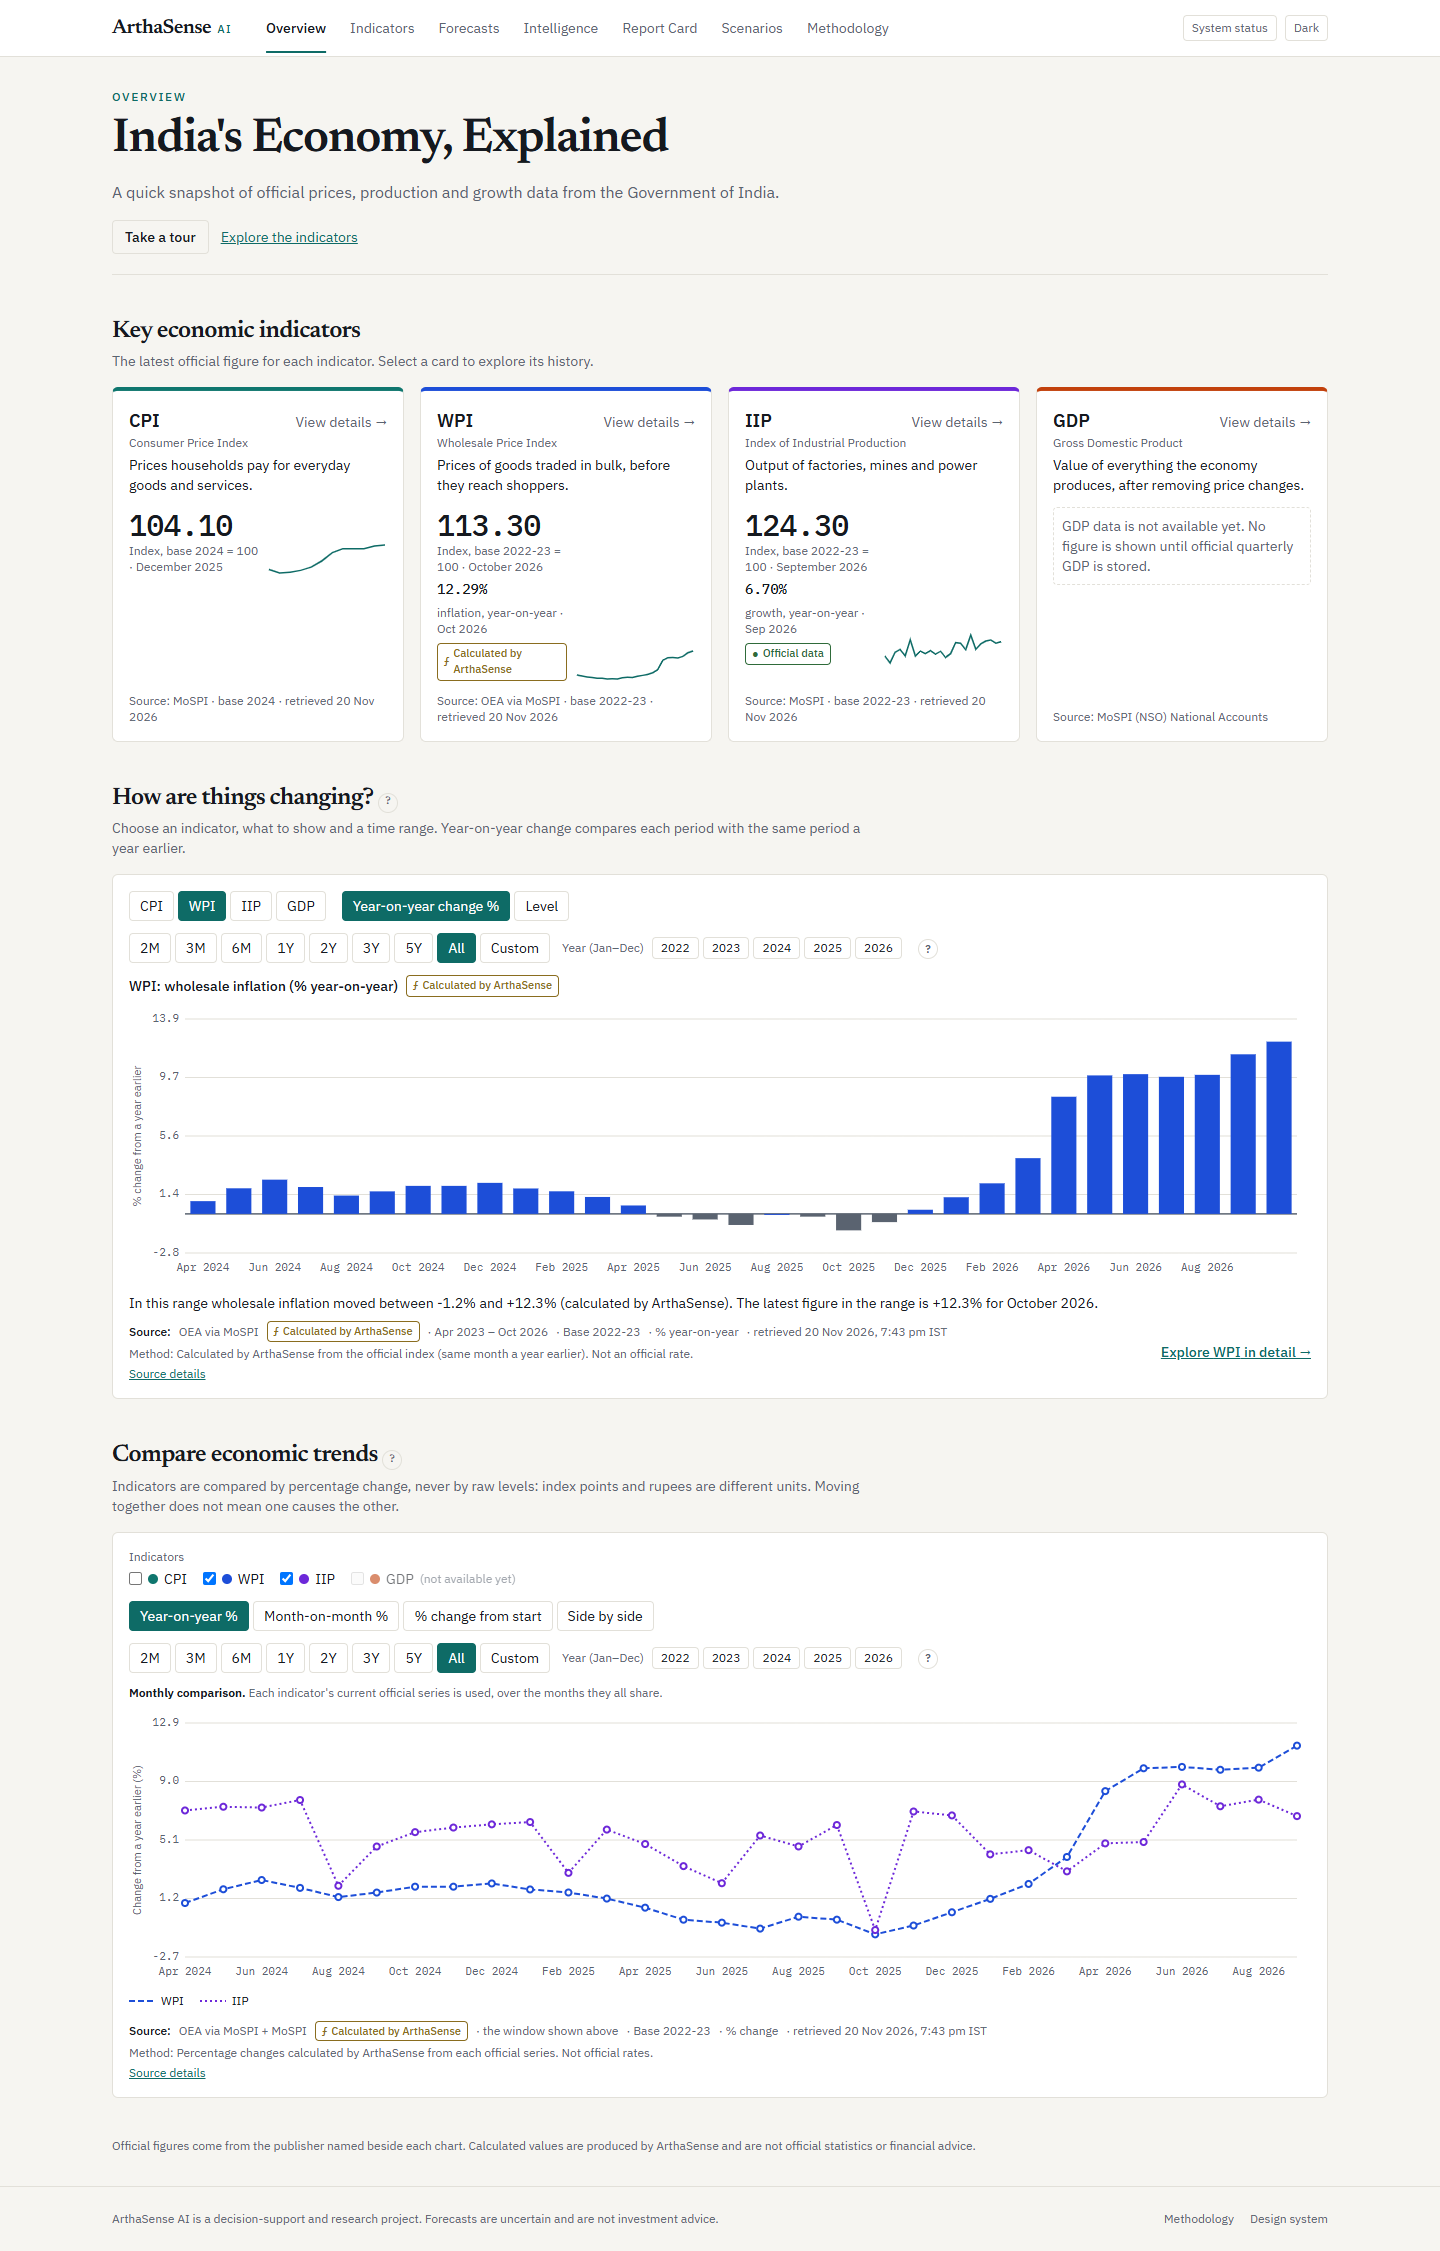 ArthaSense AI
Overview
Indicators
Forecasts
Intelligence
Report Card
Scenarios
Methodology
System status
Dark
OVERVIEW
India's Economy, Explained
A quick snapshot of official prices, production and growth data from the Government of India.
Take a tour
Explore the indicators
Key economic indicators
The latest official figure for each indicator. Select a card to explore its history.
CPI
View details →
Consumer Price Index
Prices households pay for everyday
goods and services.
104.10
Index, base 2024 = 100
· December 2025
Source: MoSPI · base 2024 · retrieved 20 Nov
2026
WPI
View details →
Wholesale Price Index
Prices of goods traded in bulk, before
they reach shoppers.
113.30
Index, base 2022-23 =
100 · October 2026
12.29%
inflation, year-on-year ·
Oct 2026
⨍ Calculated by
ArthaSense
Source: OEA via MoSPI · base 2022-23 ·
retrieved 20 Nov 2026
IIP
View details →
Index of Industrial Production
Output of factories, mines and power
plants.
124.30
Index, base 2022-23 =
100 · September 2026
6.70%
growth, year-on-year ·
Sep 2026
● Official data
Source: MoSPI · base 2022-23 · retrieved 20
Nov 2026
GDP
View details →
Gross Domestic Product
Value of everything the economy
produces, after removing price changes.
GDP data is not available yet. No
figure is shown until official quarterly
GDP is stored.
Source: MoSPI (NSO) National Accounts
How are things changing? ?
Choose an indicator, what to show and a time range. Year-on-year change compares each period with the same period a
year earlier.
CPI WPI IIP GDP Year-on-year change % Level
2M 3M 6M 1Y 2Y 3Y 5Y All Custom Year (Jan–Dec) 2022 2023 2024 2025 2026 ?
WPI: wholesale inflation (% year-on-year) ⨍ Calculated by ArthaSense
% change from a year earlier
13.9
9.7
5.6
1.4
-2.8
Apr 2024 Jun 2024 Aug 2024 Oct 2024 Dec 2024 Feb 2025 Apr 2025 Jun 2025 Aug 2025 Oct 2025 Dec 2025 Feb 2026 Apr 2026 Jun 2026 Aug 2026
In this range wholesale inflation moved between -1.2% and +12.3% (calculated by ArthaSense). The latest figure in the range is +12.3% for October 2026.
Source: OEA via MoSPI ⨍ Calculated by ArthaSense · Apr 2023 – Oct 2026 · Base 2022-23 · % year-on-year · retrieved 20 Nov 2026, 7:43 pm IST
Method: Calculated by ArthaSense from the official index (same month a year earlier). Not an official rate.
Source details
Explore WPI in detail →
Compare economic trends ?
Indicators are compared by percentage change, never by raw levels: index points and rupees are different units. Moving
together does not mean one causes the other.
Indicators
CPI WPI IIP GDP (not available yet)
Year-on-year % Month-on-month % % change from start Side by side
2M 3M 6M 1Y 2Y 3Y 5Y All Custom Year (Jan–Dec) 2022 2023 2024 2025 2026 ?
Monthly comparison. Each indicator's current official series is used, over the months they all share.
Change from a year earlier (%)
12.9
9.0
5.1
1.2
-2.7
Apr 2024 Jun 2024 Aug 2024 Oct 2024 Dec 2024 Feb 2025 Apr 2025 Jun 2025 Aug 2025 Oct 2025 Dec 2025 Feb 2026 Apr 2026 Jun 2026 Aug 2026
WPI IIP
Source: OEA via MoSPI + MoSPI ⨍ Calculated by ArthaSense · the window shown above · Base 2022-23 · % change · retrieved 20 Nov 2026, 7:43 pm IST
Method: Percentage changes calculated by ArthaSense from each official series. Not official rates.
Source details
Official figures come from the publisher named beside each chart. Calculated values are produced by ArthaSense and are not official statistics or financial advice.
ArthaSense AI is a decision-support and research project. Forecasts are uncertain and are not investment advice.
Methodology
Design system